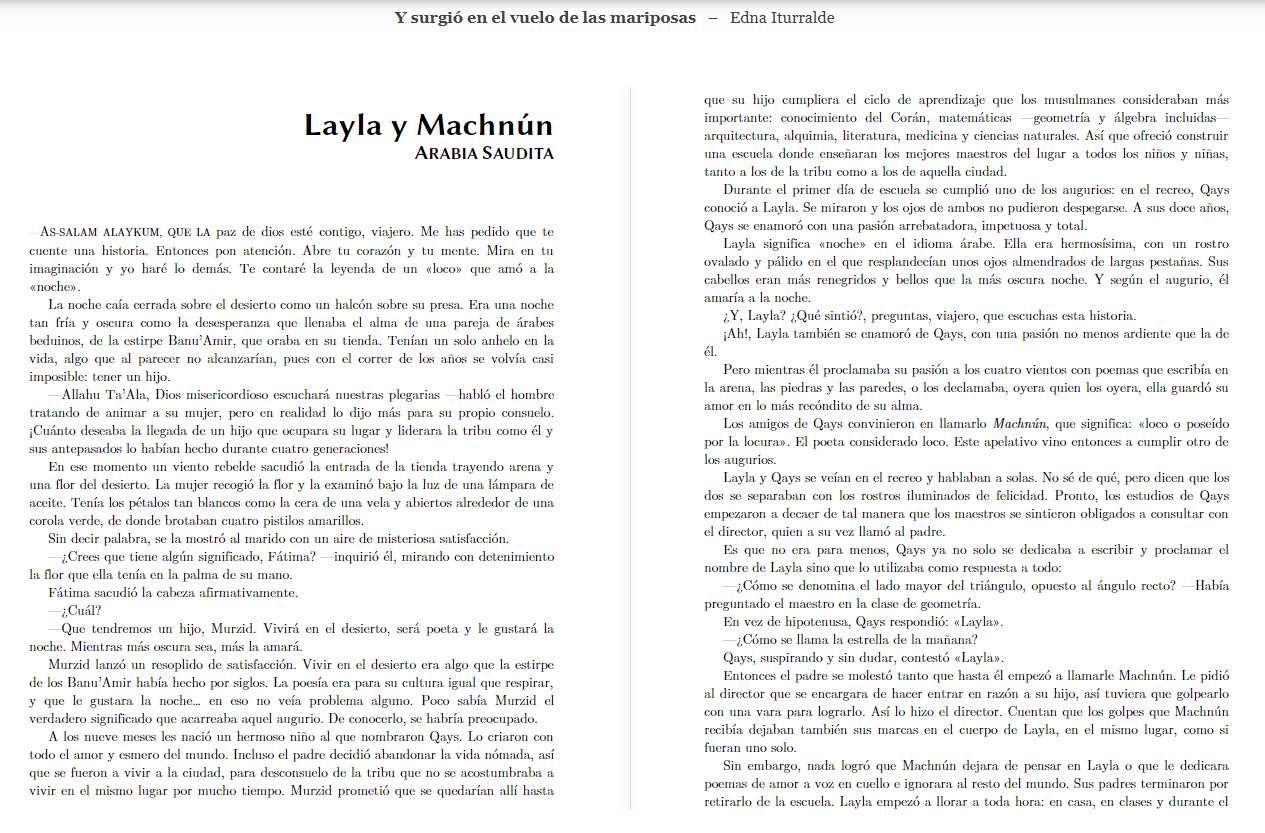 Y surgió en el vuelo de las mariposas – Edna Iturralde
Layla y Machnún
ARABIA SAUDITA
AS-SALAM ALAYKUM, QUE LA paz de dios esté contigo, viajero. Me has pedido que te
cuente una historia. Entonces pon atención. Abre tu corazón y tu mente. Mira en tu
imaginación y yo haré lo demás. Te contaré la leyenda de un «loco» que amó a la
«noche».
La noche caía cerrada sobre el desierto como un halcón sobre su presa. Era una noche
tan fría y oscura como la desesperanza que llenaba el alma de una pareja de árabes
beduinos, de la estirpe Banu’Amir, que oraba en su tienda. Tenían un solo anhelo en la
vida, algo que al parecer no alcanzarían, pues con el correr de los años se volvía casi
imposible: tener un hijo.
—Allahu Ta’Ala, Dios misericordioso escuchará nuestras plegarias —habló el hombre
tratando de animar a su mujer, pero en realidad lo dijo más para su propio consuelo.
¡Cuánto deseaba la llegada de un hijo que ocupara su lugar y liderara la tribu como él y
sus antepasados lo habían hecho durante cuatro generaciones!
En ese momento un viento rebelde sacudió la entrada de la tienda trayendo arena y
una flor del desierto. La mujer recogió la flor y la examinó bajo la luz de una lámpara de
aceite. Tenía los pétalos tan blancos como la cera de una vela y abiertos alrededor de una
corola verde, de donde brotaban cuatro pistilos amarillos.
Sin decir palabra, se la mostró al marido con un aire de misteriosa satisfacción.
—¿Crees que tiene algún significado, Fátima? —inquirió él, mirando con detenimiento
la flor que ella tenía en la palma de su mano.
Fátima sacudió la cabeza afirmativamente.
—¿Cuál?
—Que tendremos un hijo, Murzid. Vivirá en el desierto, será poeta y le gustará la
noche. Mientras más oscura sea, más la amará.
Murzid lanzó un resoplido de satisfacción. Vivir en el desierto era algo que la estirpe
de los Banu’Amir había hecho por siglos. La poesía era para su cultura igual que respirar,
y que le gustara la noche… en eso no veía problema alguno. Poco sabía Murzid el
verdadero significado que acarreaba aquel augurio. De conocerlo, se habría preocupado.
A los nueve meses les nació un hermoso niño al que nombraron Qays. Lo criaron con
todo el amor y esmero del mundo. Incluso el padre decidió abandonar la vida nómada, así
que se fueron a vivir a la ciudad, para desconsuelo de la tribu que no se acostumbraba a
vivir en el mismo lugar por mucho tiempo. Murzid prometió que se quedarían allí hasta
que su hijo cumpliera el ciclo de aprendizaje que los musulmanes consideraban más
importante: conocimiento del Corán, matemáticas —geometría y álgebra incluidas—
arquitectura, alquimia, literatura, medicina y ciencias naturales. Así que ofreció construir
una escuela donde enseñaran los mejores maestros del lugar a todos los niños y niñas,
tanto a los de la tribu como a los de aquella ciudad.
Durante el primer día de escuela se cumplió uno de los augurios: en el recreo, Qays
conoció a Layla. Se miraron y los ojos de ambos no pudieron despegarse. A sus doce años,
Qays se enamoró con una pasión arrebatadora, impetuosa y total.
Layla significa «noche» en el idioma árabe. Ella era hermosísima, con un rostro
ovalado y pálido en el que resplandecían unos ojos almendrados de largas pestañas. Sus
cabellos eran más renegridos y bellos que la más oscura noche. Y según el augurio, él
amaría a la noche.
¿Y, Layla? ¿Qué sintió?, preguntas, viajero, que escuchas esta historia.
¡Ah!, Layla también se enamoró de Qays, con una pasión no menos ardiente que la de
él.
Pero mientras él proclamaba su pasión a los cuatro vientos con poemas que escribía en
la arena, las piedras y las paredes, o los declamaba, oyera quien los oyera, ella guardó su
amor en lo más recóndito de su alma.
Los amigos de Qays convinieron en llamarlo Machnún, que significa: «loco o poseído
por la locura». El poeta considerado loco. Este apelativo vino entonces a cumplir otro de
los augurios.
Layla y Qays se veían en el recreo y hablaban a solas. No sé de qué, pero dicen que los
dos se separaban con los rostros iluminados de felicidad. Pronto, los estudios de Qays
empezaron a decaer de tal manera que los maestros se sintieron obligados a consultar con
el director, quien a su vez llamó al padre.
Es que no era para menos, Qays ya no solo se dedicaba a escribir y proclamar el
nombre de Layla sino que lo utilizaba como respuesta a todo:
—¿Cómo se denomina el lado mayor del triángulo, opuesto al ángulo recto? —Había
preguntado el maestro en la clase de geometría.
En vez de hipotenusa, Qays respondió: «Layla».
—¿Cómo se llama la estrella de la mañana?
Qays, suspirando y sin dudar, contestó «Layla».
Entonces el padre se molestó tanto que hasta él empezó a llamarle Machnún. Le pidió
al director que se encargara de hacer entrar en razón a su hijo, así tuviera que golpearlo
con una vara para lograrlo. Así lo hizo el director. Cuentan que los golpes que Machnún
recibía dejaban también sus marcas en el cuerpo de Layla, en el mismo lugar, como si
fueran uno solo.
Sin embargo, nada logró que Machnún dejara de pensar en Layla o que le dedicara
poemas de amor a voz en cuello e ignorara al resto del mundo. Sus padres terminaron por
retirarlo de la escuela. Layla empezó a llorar a toda hora: en casa, en clases y durante el